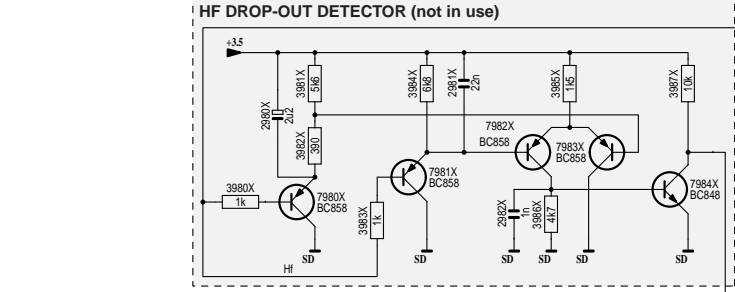 HF DROP-OUT DETECTOR (not in use)
+3.5
3981X
5k6
3984X
6k8
2981X
22n
3985X
1k5
3987X
10k
2980X
2u2
3982X
390
7982X
BC858
7983X
BC858
7981X
BC858
3980X
1k
7980X
BC858
3983X
1k
2982X
1n
3986X
4k7
7984X
BC848
SD
SD
SD
SD
SD
SD
Hf